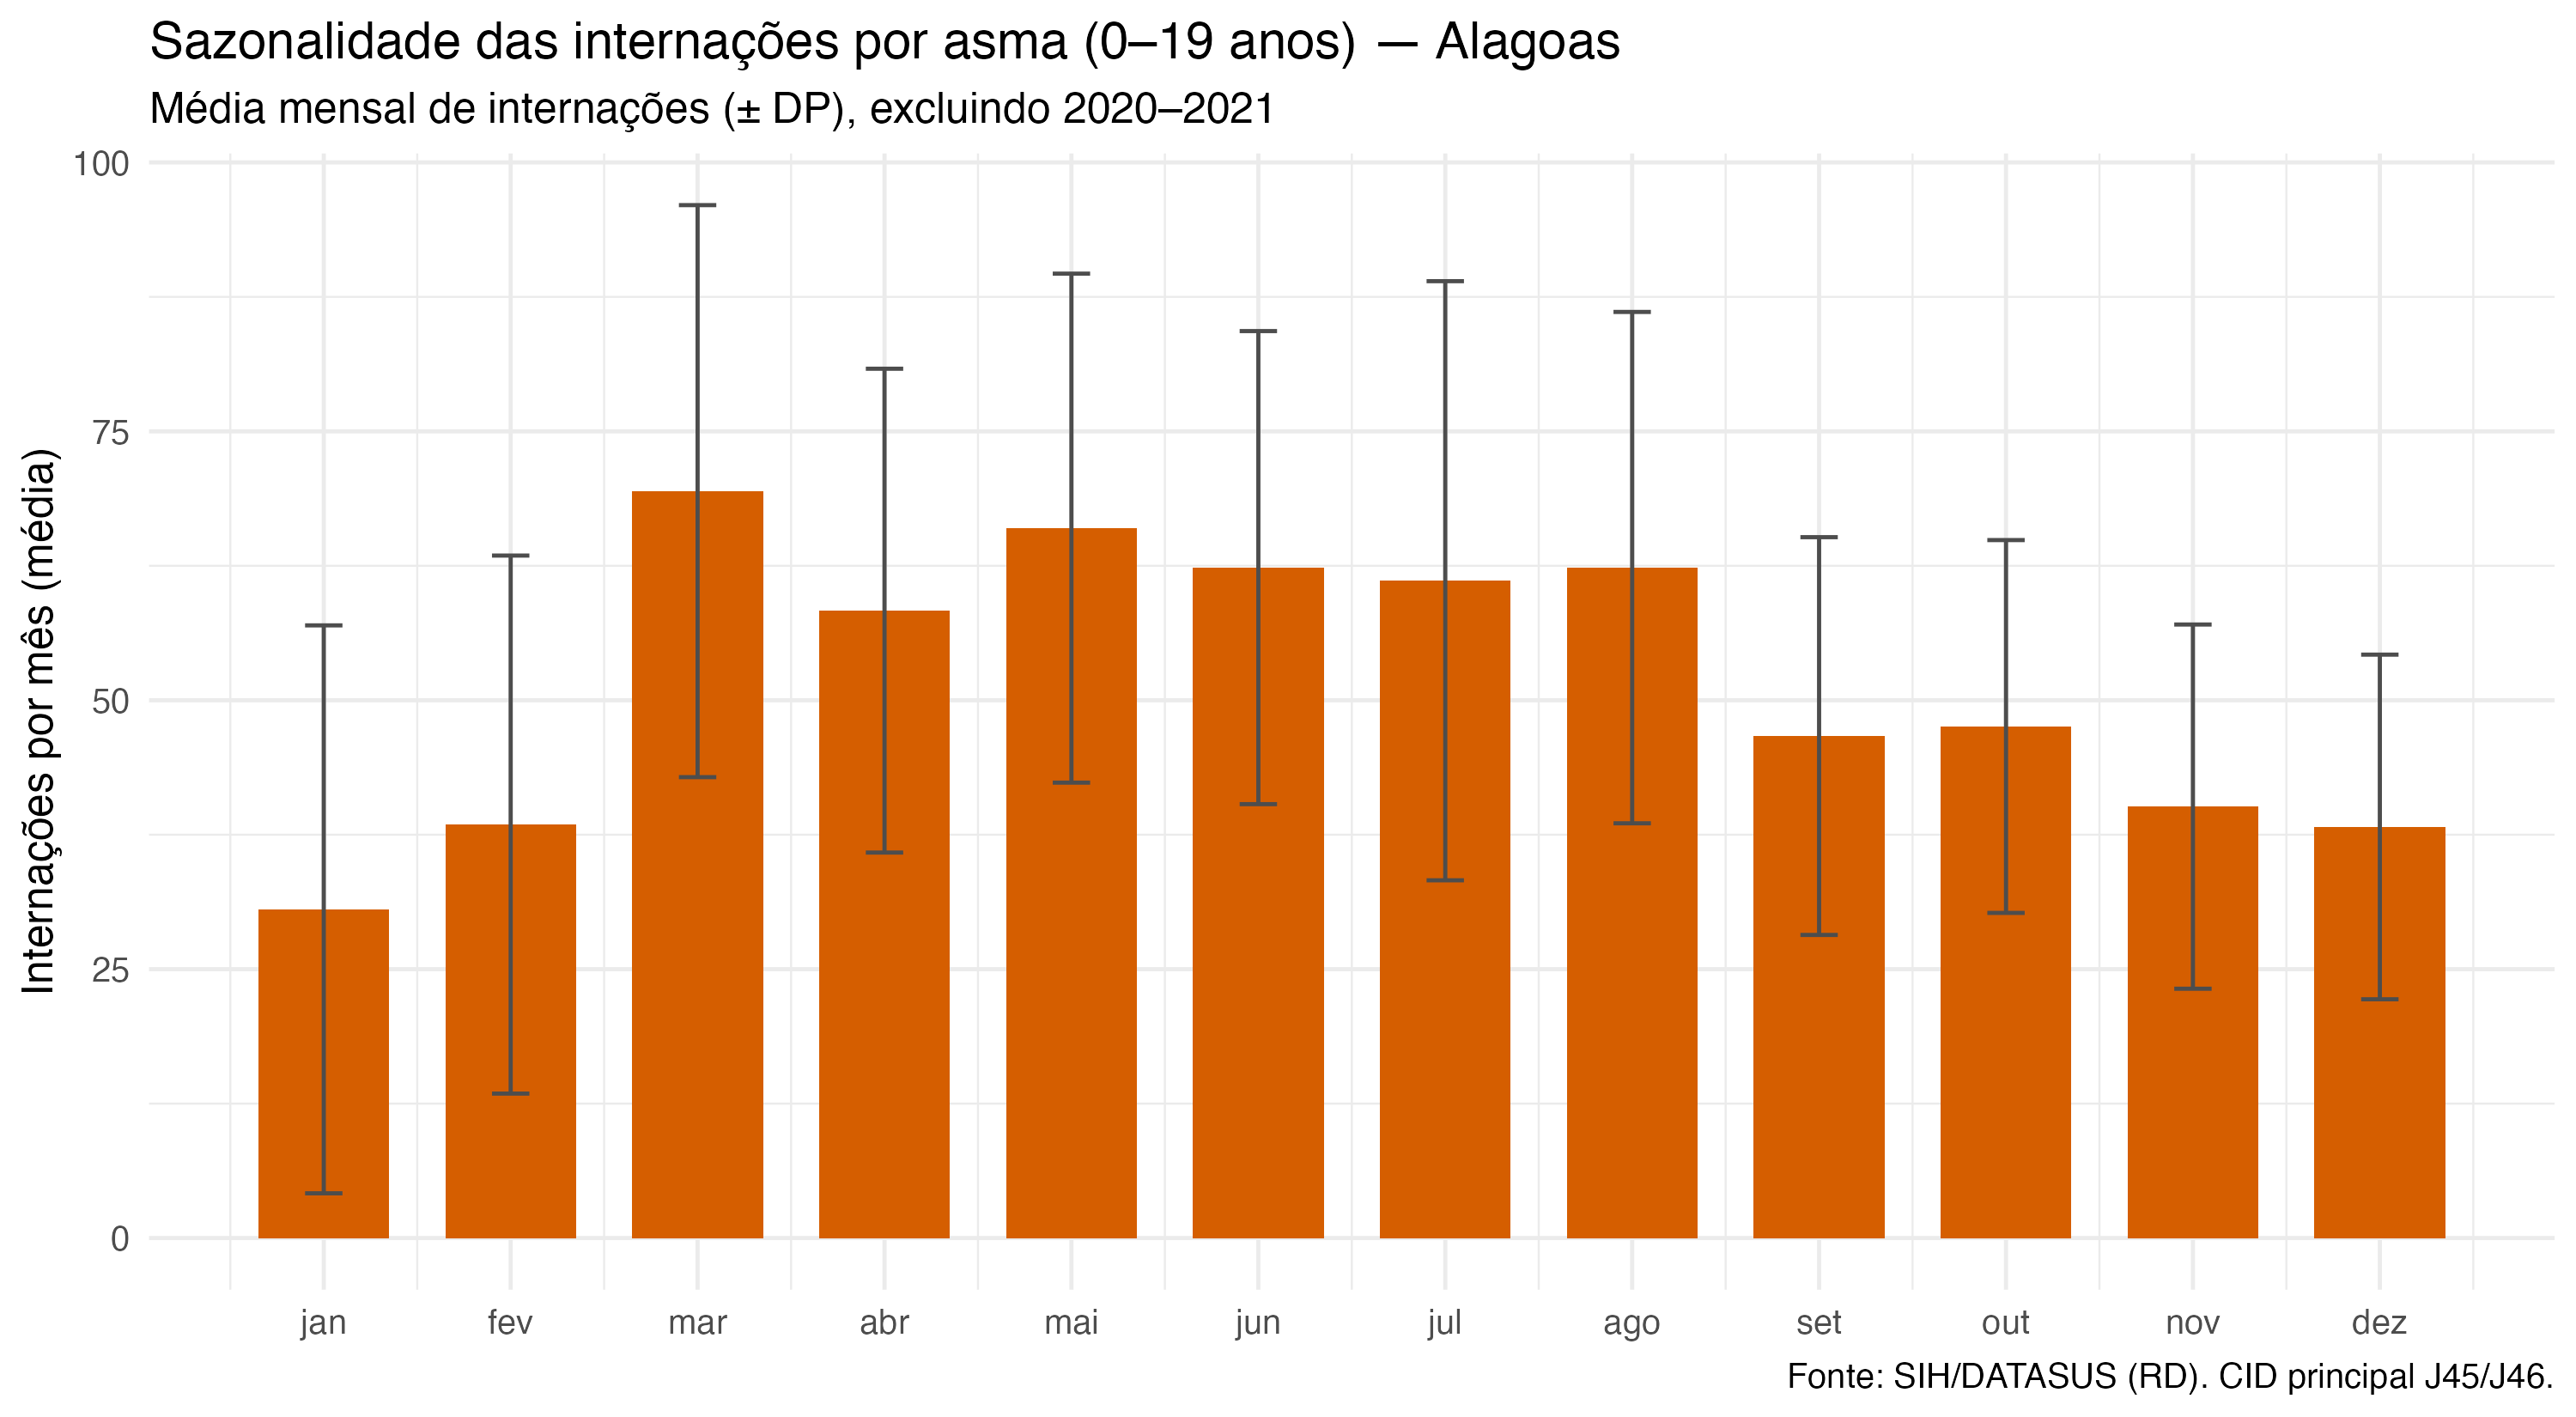 Sazonalidade das internações por asma (0–19 anos) — Alagoas
Média mensal de internações (± DP), excluindo 2020–2021
Internações por mês (média)
100
75
50
25
0
jan fev mar abr mai jun jul ago set out nov dez
Fonte: SIH/DATASUS (RD). CID principal J45/J46.